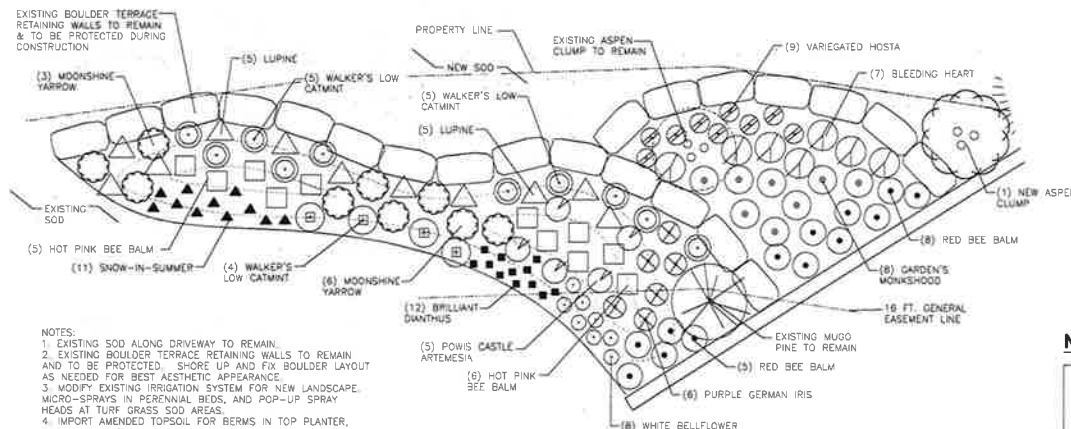 EXISTING BOULDER TERRACE
RETAINING WALLS TO REMAIN
& TO BE PROTECTED DURING
CONSTRUCTION
(3) MOONSHINE
YARROW
(5) LUPINE
(5) WALKER'S LOW
CATMINT
PROPERTY LINE
NEW SOD
(5) WALKER'S LOW
CATMINT
(5) LUPINE
EXISTING ASPEN
CLUMP TO REMAIN
(9) VARIEGATED HOSTA
(7) BLEEDING HEART
(1) NEW ASPEN
CLUMP
(8) RED BEE BALM
(8) GARDEN'S
MONKSHOOD
16 FT. GENERAL
EASEMENT LINE
EXISTING MUGO
PINE TO REMAIN
(5) RED BEE BALM
(6) PURPLE GERMAN IRIS
(8) WHITE BELLFLOWER
(6) HOT PINK
BEE BALM
(5) POWIS CASTLE
ARTEMESIA
(12) BRILLIANT
DIANTHUS
(6) MOONSHINE
YARROW
(4) WALKER'S
LOW CATMINT
(11) SNOW-IN-SUMMER
(5) HOT PINK BEE BALM
EXISTING
SOD
NOTES:
1. EXISTING SOD ALONG DRIVEWAY TO REMAIN.
2. EXISTING BOULDER TERRACE RETAINING WALLS TO REMAIN
AND TO BE PROTECTED. SHORE UP AND FIX BOULDER LAYOUT
AS NEEDED FOR BEST AESTHETIC APPEARANCE.
3. MODIFY EXISTING IRRIGATION SYSTEM FOR NEW LANDSCAPE.
MICRO-SPRAYS IN PERENNIAL BEDS, AND POP-UP SPRAY
HEADS AT TURF GRASS SOD AREAS.
4. IMPORT AMENDED TOPSOIL FOR BERMS IN TOP PLANTER,